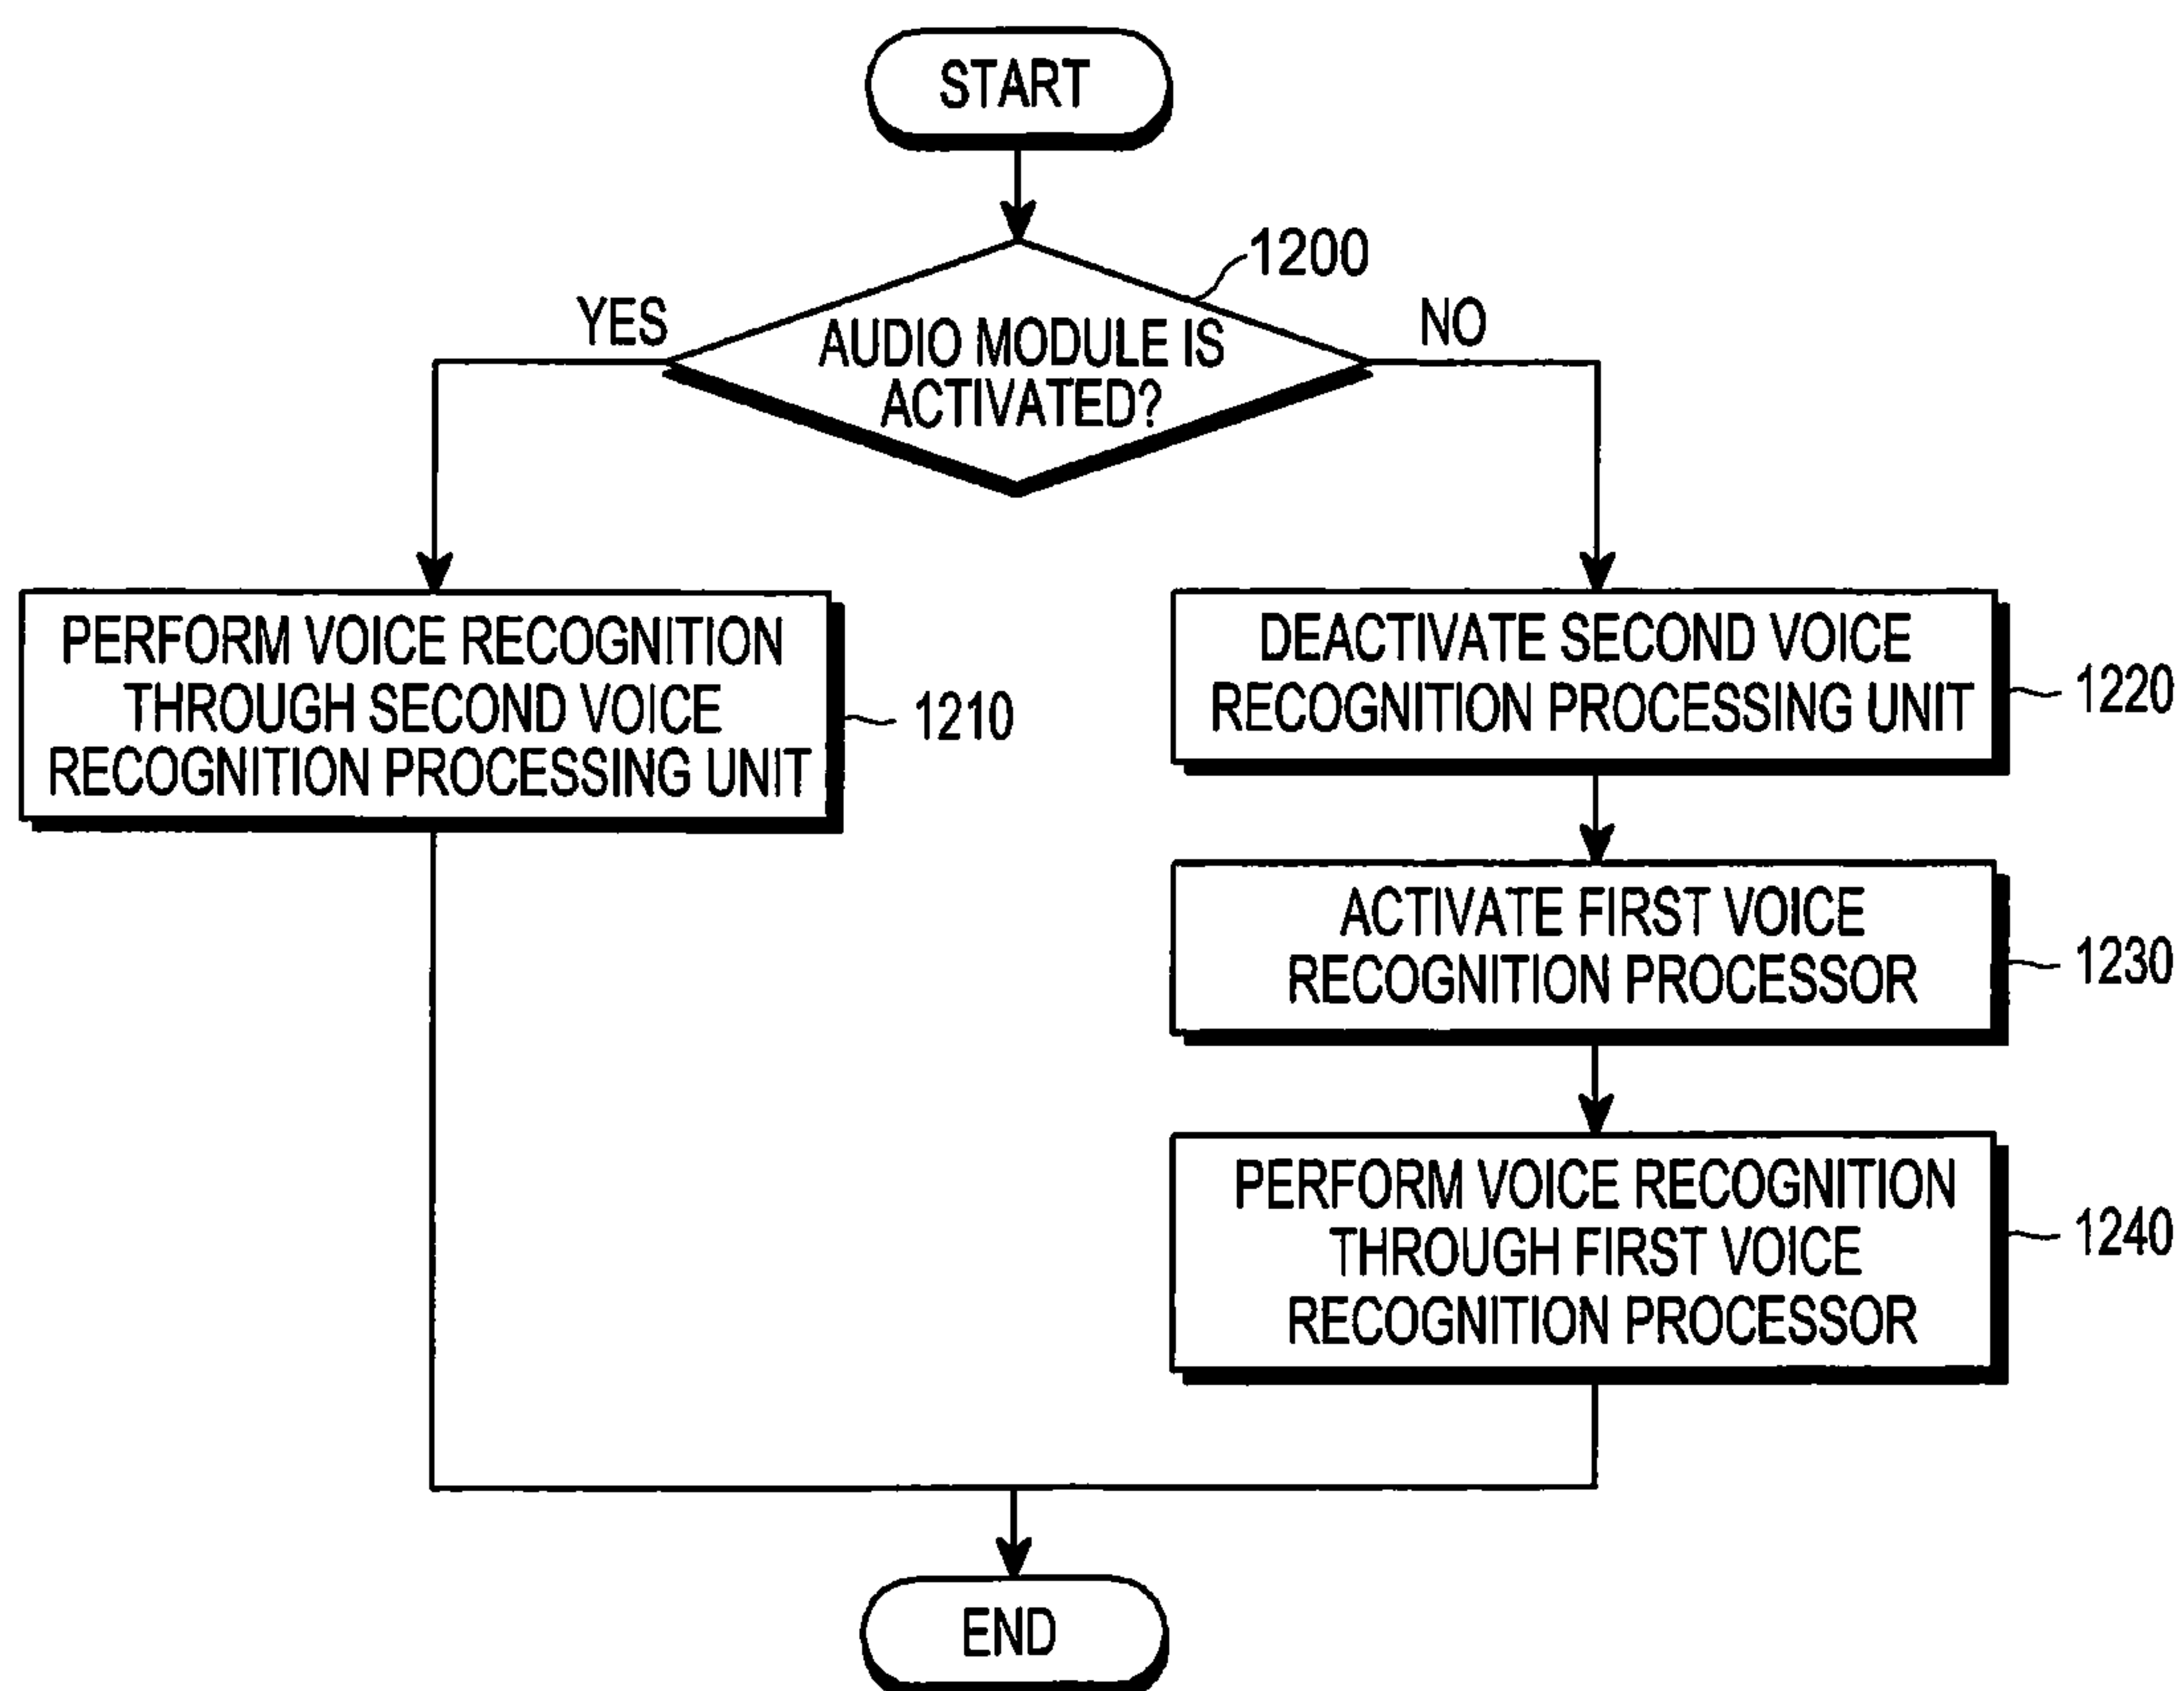 START
1200
YES
NO
AUDIO MODULE IS
ACTIVATED?
PERFORM VOICE RECOGNITION
THROUGH SECOND VOICE
RECOGNITION PROCESSING UNIT
1210
DEACTIVATE SECOND VOICE
RECOGNITION PROCESSING UNIT
1220
ACTIVATE FIRST VOICE
RECOGNITION PROCESSOR
1230
PERFORM VOICE RECOGNITION
THROUGH FIRST VOICE
RECOGNITION PROCESSOR
1240
END